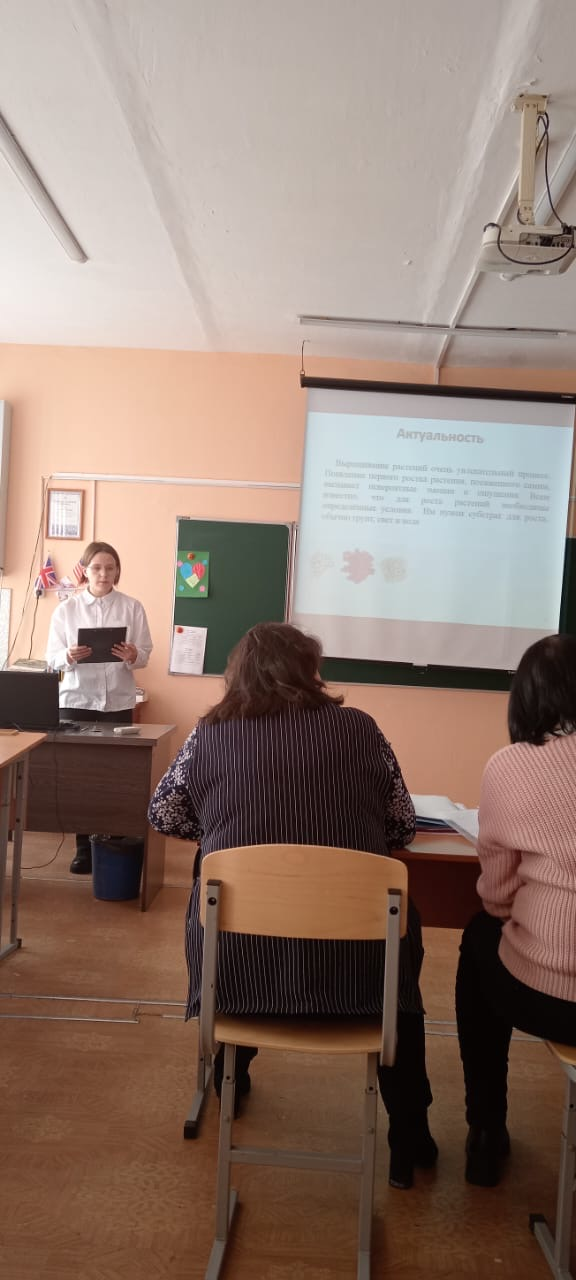 Актуальность
Выращивание растений очень увлекательный процесс.
Появление первого ростка растения, посаженного самим,
вызывает невероятные эмоции и ощущения. Всем
известно, что для роста растений необходимы
определённые условия. Им нужен субстрат для роста,
обычно грунт, свет и вода